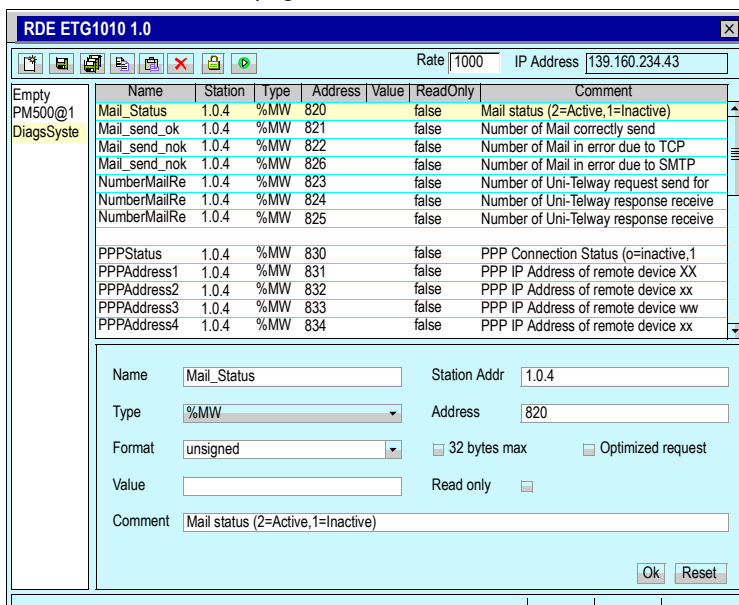 RDE ETG1010 1.0
Rate 1000 IP Address 139.160.234.43
Empty
PM500@1
DiagsSyste
Name Station Type Address Value ReadOnly Comment
Mail_Status 1.0.4 %MW 820 false Mail status (2=Active,1=Inactive)
Mail_send_ok 1.0.4 %MW 821 false Number of Mail correctly send
Mail_send_nok 1.0.4 %MW 822 false Number of Mail in error due to TCP
Mail_send_nok 1.0.4 %MW 826 false Number of Mail in error due to SMTP
NumberMailRe 1.0.4 %MW 823 false Number of Uni-Telway request send for
NumberMailRe 1.0.4 %MW 824 false Number of Uni-Telway response receive
NumberMailRe 1.0.4 %MW 825 false Number of Uni-Telway response receive
PPPStatus 1.0.4 %MW 830 false PPP Connection Status (o=inactive,1
PPPAddress1 1.0.4 %MW 831 false PPP IP Address of remote device XX
PPPAddress2 1.0.4 %MW 832 false PPP IP Address of remote device xx
PPPAddress3 1.0.4 %MW 833 false PPP IP Address of remote device ww
PPPAddress4 1.0.4 %MW 834 false PPP IP Address of remote device xx
Name Mail_Status Station Addr 1.0.4
Type %MW Address 820
Format unsigned 32 bytes max Optimized request
Value Read only
Comment Mail status (2=Active,1=Inactive)
Ok Reset